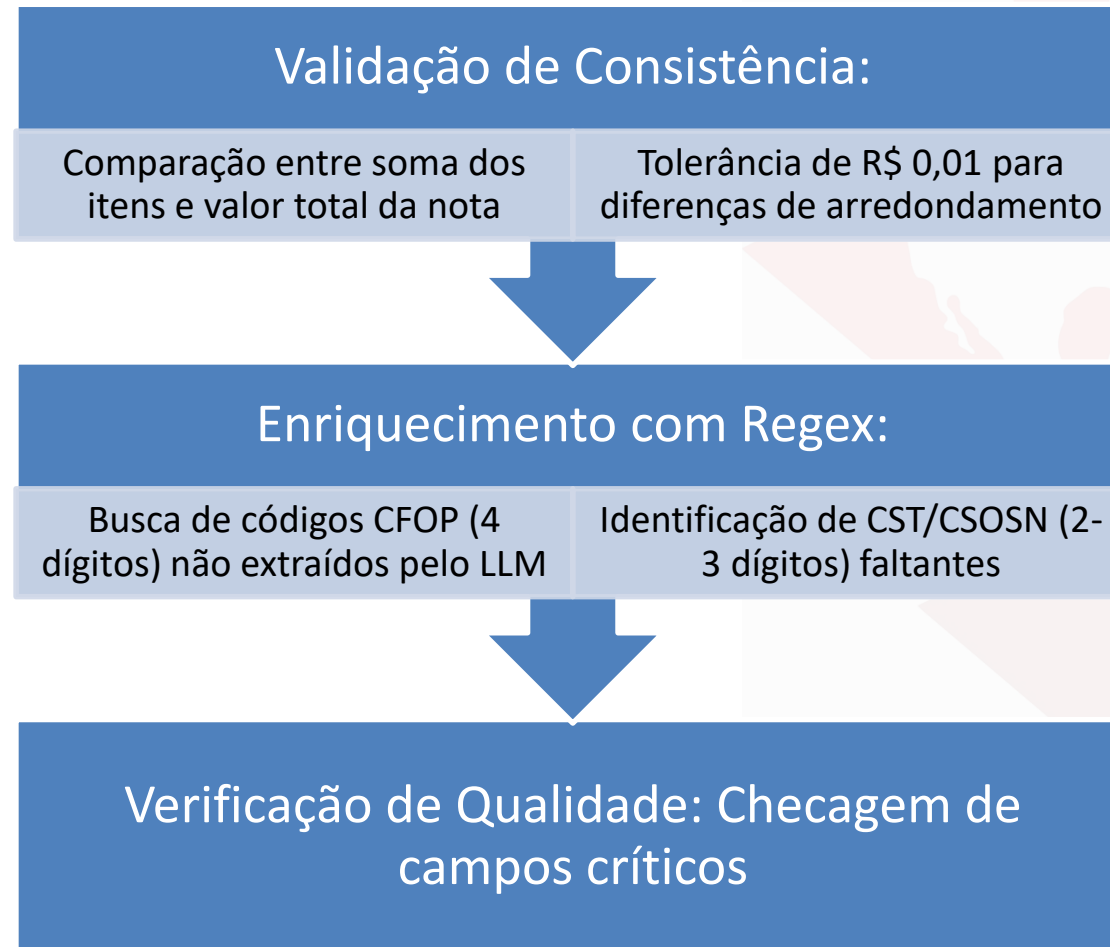 Validação de Consistência:
Comparação entre soma dos
itens e valor total da nota
Tolerância de R$ 0,01 para
diferenças de arredondamento
Enriquecimento com Regex:
Busca de códigos CFOP (4
dígitos) não extraídos pelo LLM
Identificação de CST/CSOSN (2-
3 dígitos) faltantes
Verificação de Qualidade: Checagem de
campos críticos